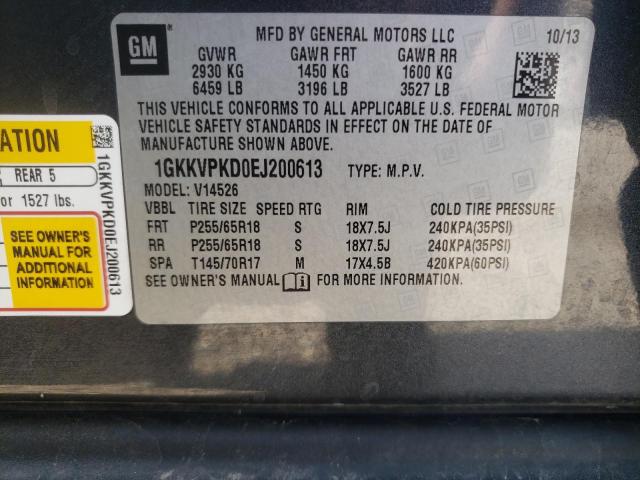 GM
MFD BY GENERAL MOTORS LLC 10/13
GVWR GAWR FRT GAWR RR
2930 KG 1450 KG 1600 KG
6459 LB 3196 LB 3527 LB
THIS VEHICLE CONFORMS TO ALL APPLICABLE U.S. FEDERAL MOTOR
VEHICLE SAFETY STANDARDS IN EFFECT ON THE DATE OF
MANUFACTURE SHOWN ABOVE.
1GKKVPKD0EJ200613 TYPE: M.P.V.
MODEL: V14526
VBBL TIRE SIZE SPEED RTG RIM COLD TIRE PRESSURE
FRT P255/65R18 S 18X7.5J 240KPA(35PSI)
RR P255/65R18 S 18X7.5J 240KPA(35PSI)
SPA T145/70R17 M 17X4.5B 420KPA(60PSI)
SEE OWNER'S MANUAL FOR MORE INFORMATION.
ATION
REAR 5
or 1527 lbs.
SEE OWNER'S
MANUAL FOR
ADDITIONAL
INFORMATION
1GKKVPKD0EJ200613